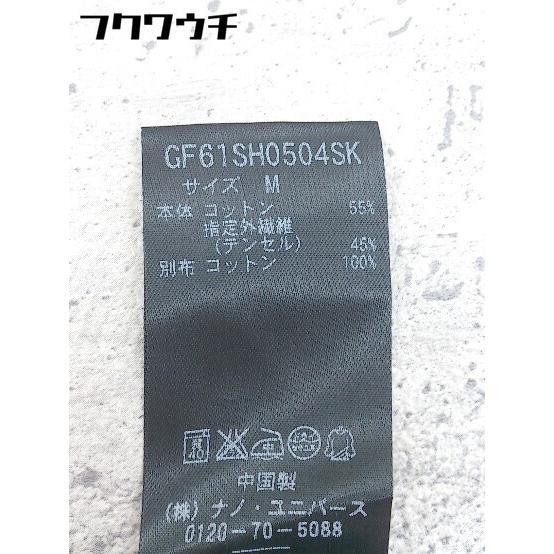 フクワウチ
GF61SH0504SK
サイズ M
本体 コットン 55%
指定外繊維
(テンセル) 45%
別布 コットン 100%
中国製
(株)ナノ・ユニバース
0120-70-5088